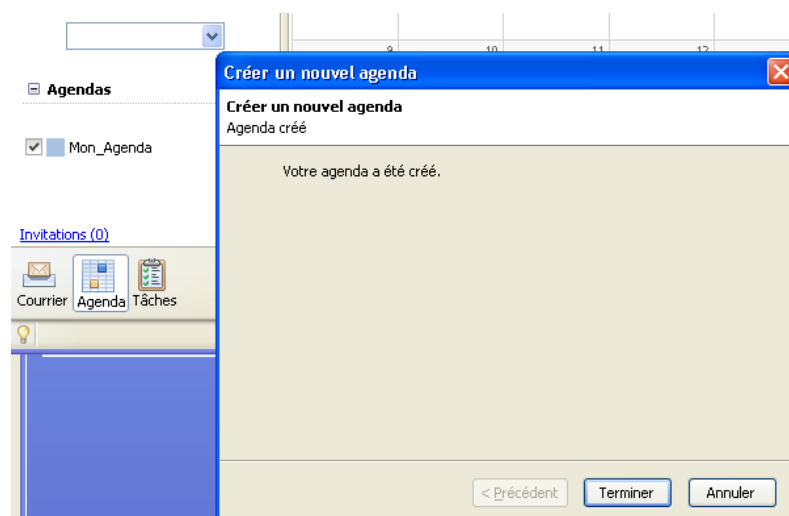 9 10 11 12
Créer un nouvel agenda
Agendas
Créer un nouvel agenda
Agenda créé
Mon_Agenda
Votre agenda a été créé.
Invitations (0)
Courrier Agenda Tâches
< Précédent Terminer Annuler